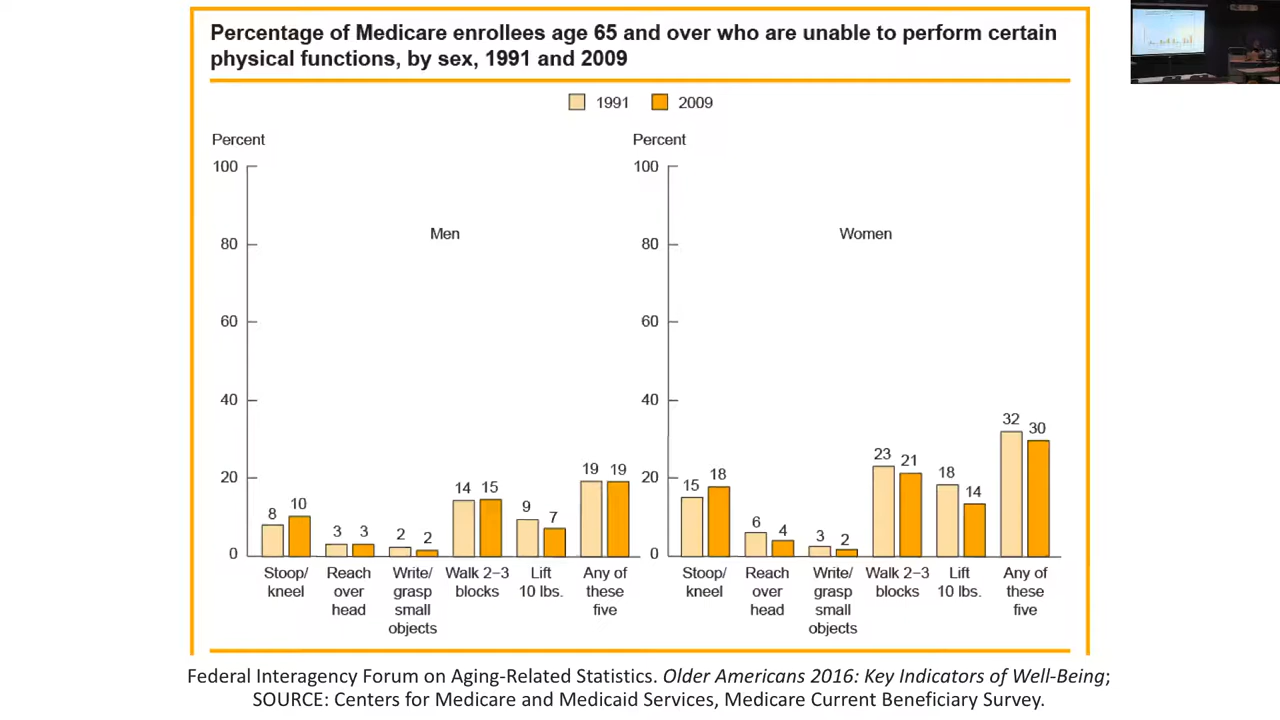 Percentage of Medicare enrollees age 65 and over who are unable to perform certain
physical functions, by sex, 1991 and 2009
1991 2009
Percent
100
80
60
40
20
0
Men
8 10 3 3 2 2 14 15 9 7 19 19
Stoop/
kneel
Reach
over
head
Write/
grasp
small
objects
Walk 2–3
blocks
Lift
10 lbs.
Any of
these
five
Percent
100
80
60
40
20
0
Women
15 18 6 4 3 2 23 21 18 14 32 30
Stoop/
kneel
Reach
over
head
Write/
grasp
small
objects
Walk 2–3
blocks
Lift
10 lbs.
Any of
these
five
Federal Interagency Forum on Aging-Related Statistics. Older Americans 2016: Key Indicators of Well-Being;
SOURCE: Centers for Medicare and Medicaid Services, Medicare Current Beneficiary Survey.